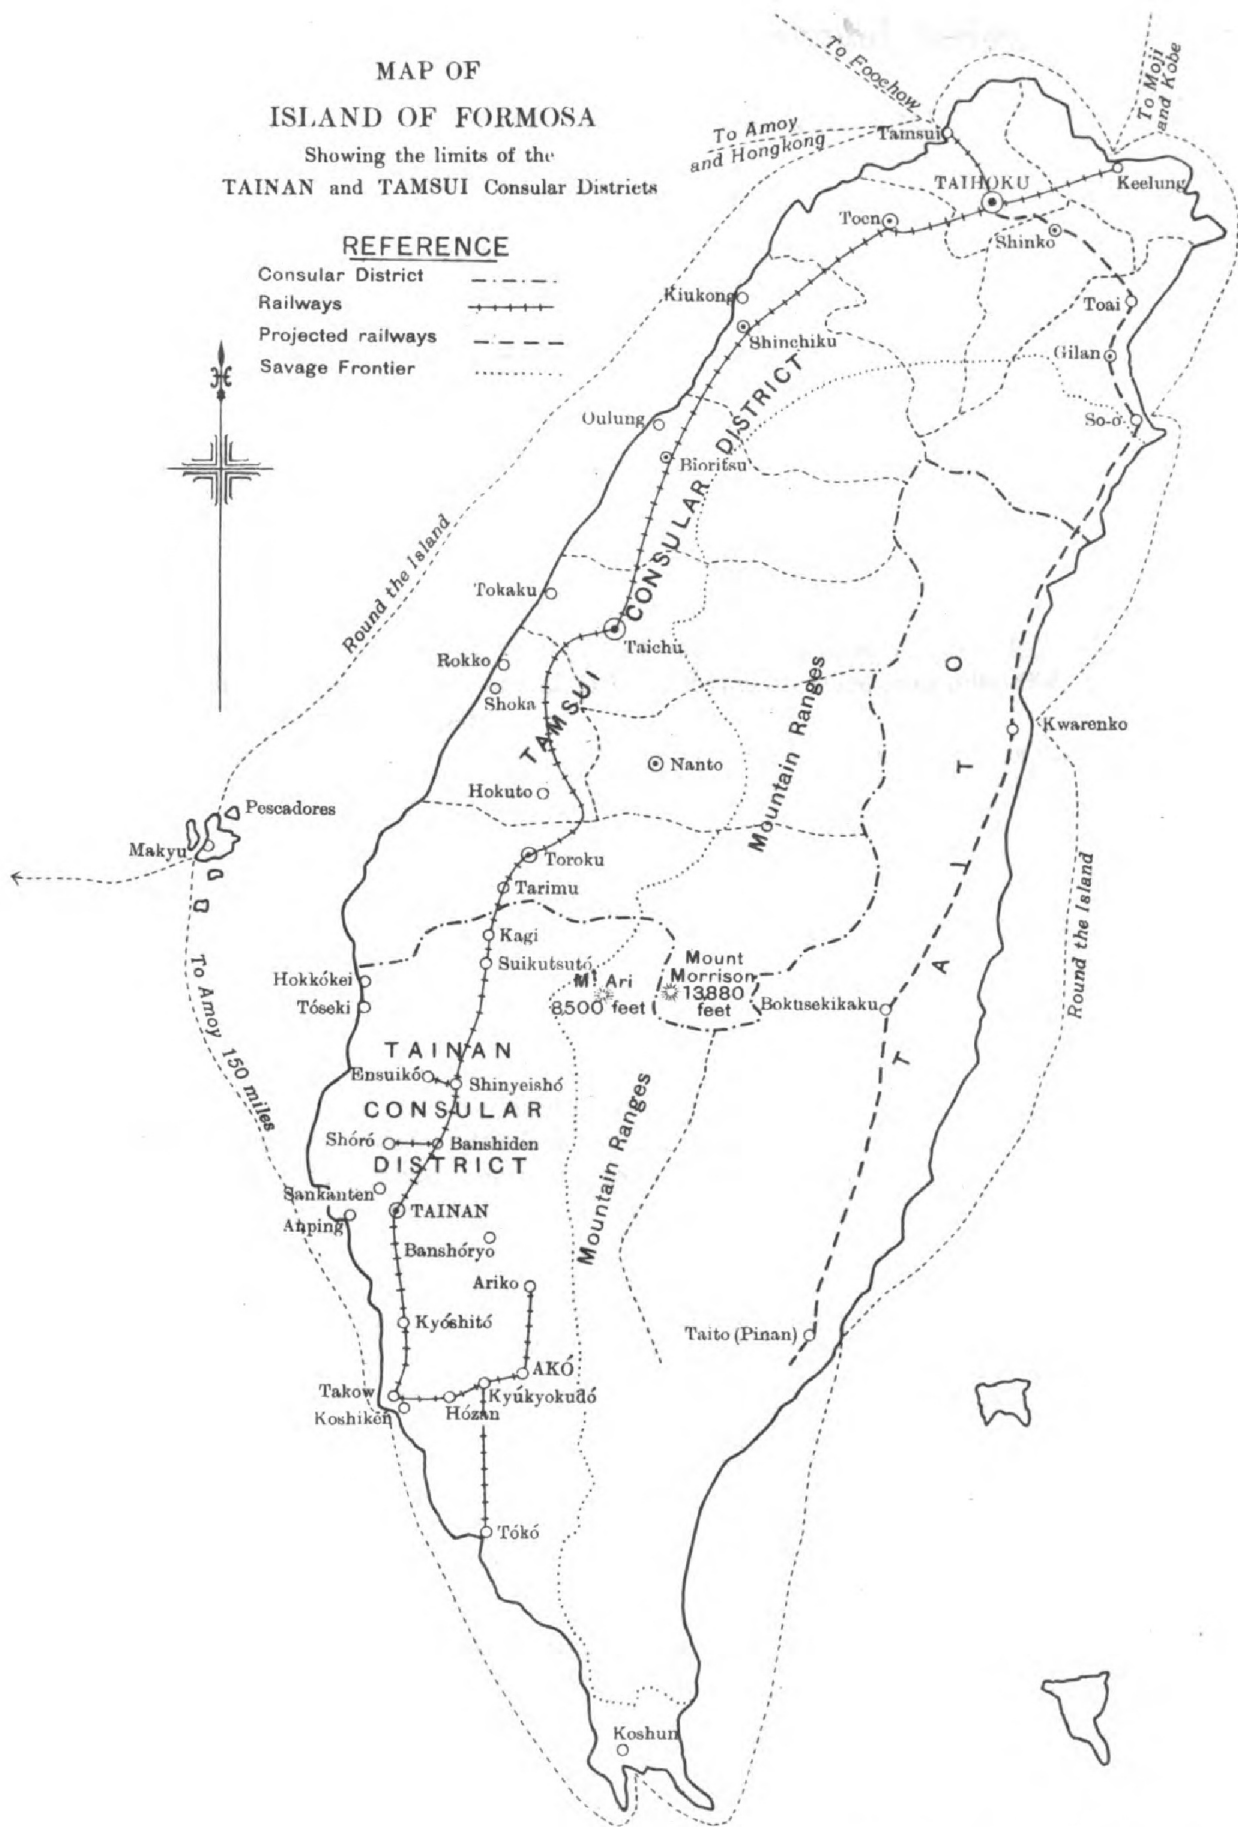 MAP OF
ISLAND OF FORMOSA
Showing the limits of the
TAINAN and TAMSUI Consular Districts
REFERENCE
Consular District
Railways
Projected railways
Savage Frontier
To Foochow
To Moji
and Kobe
To Amoy
and Hongkong
Tamsui
TAIHOKU
Keelung
Toen
Shinko
Kiukong
Toai
Shinchiku
Gilan
Oulung
So-o
Bioritsu
TAMSUI CONSULAR DISTRICT
Round the Island
Tokaku
Taichu
Rokko
Shoka
Mountain Ranges
Kwarenko
Nanto
Hokuto
Pescadores
Makyu
Toroku
Tarimu
TAITO
Round the Island
Kagi
Suikutsutó
Hokkókei
Tóseki
Mt Ari
8,500 feet
Mount
Morrison
13,880
feet
Bokusekikaku
To Amoy 150 miles
TAINAN
Ensuikó
Shinyeishó
CONSULAR
Shóró
Banshiden
DISTRICT
Mountain Ranges
Sankanten
Anping
TAINAN
Banshóryo
Ariko
Kyóshitó
Taito (Pinan)
AKÓ
Takow
Kyúkyokudó
Koshiken
Hózan
Tókó
Koshun